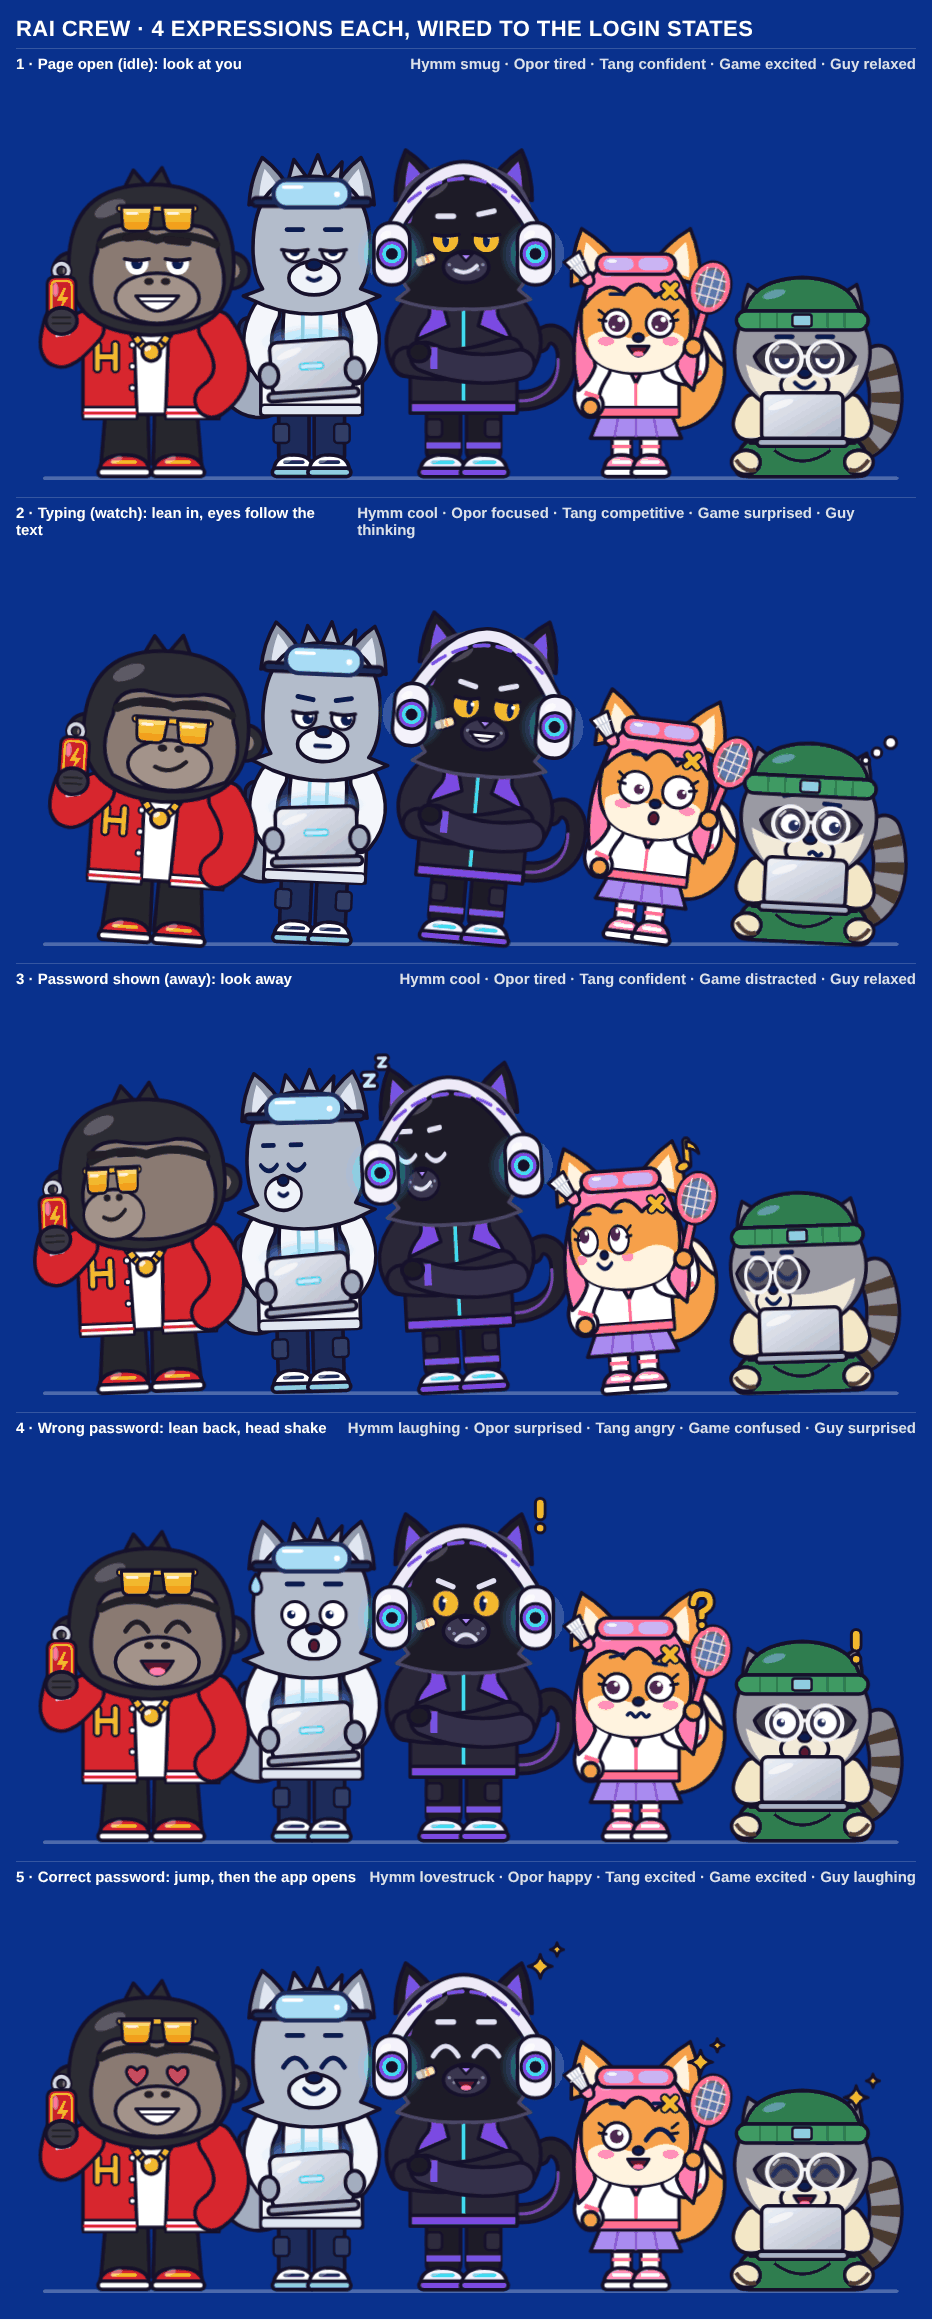 RAI CREW · 4 EXPRESSIONS EACH, WIRED TO THE LOGIN STATES
1 · Page open (idle): look at you
Hymm smug · Opor tired · Tang confident · Game excited · Guy relaxed
H
2 · Typing (watch): lean in, eyes follow the
text
Hymm cool · Opor focused · Tang competitive · Game surprised · Guy
thinking
H
3 · Password shown (away): look away
Hymm cool · Opor tired · Tang confident · Game distracted · Guy relaxed
z
z
H
4 · Wrong password: lean back, head shake
Hymm laughing · Opor surprised · Tang angry · Game confused · Guy surprised
!
?
!
H
5 · Correct password: jump, then the app opens
Hymm lovestruck · Opor happy · Tang excited · Game excited · Guy laughing
H